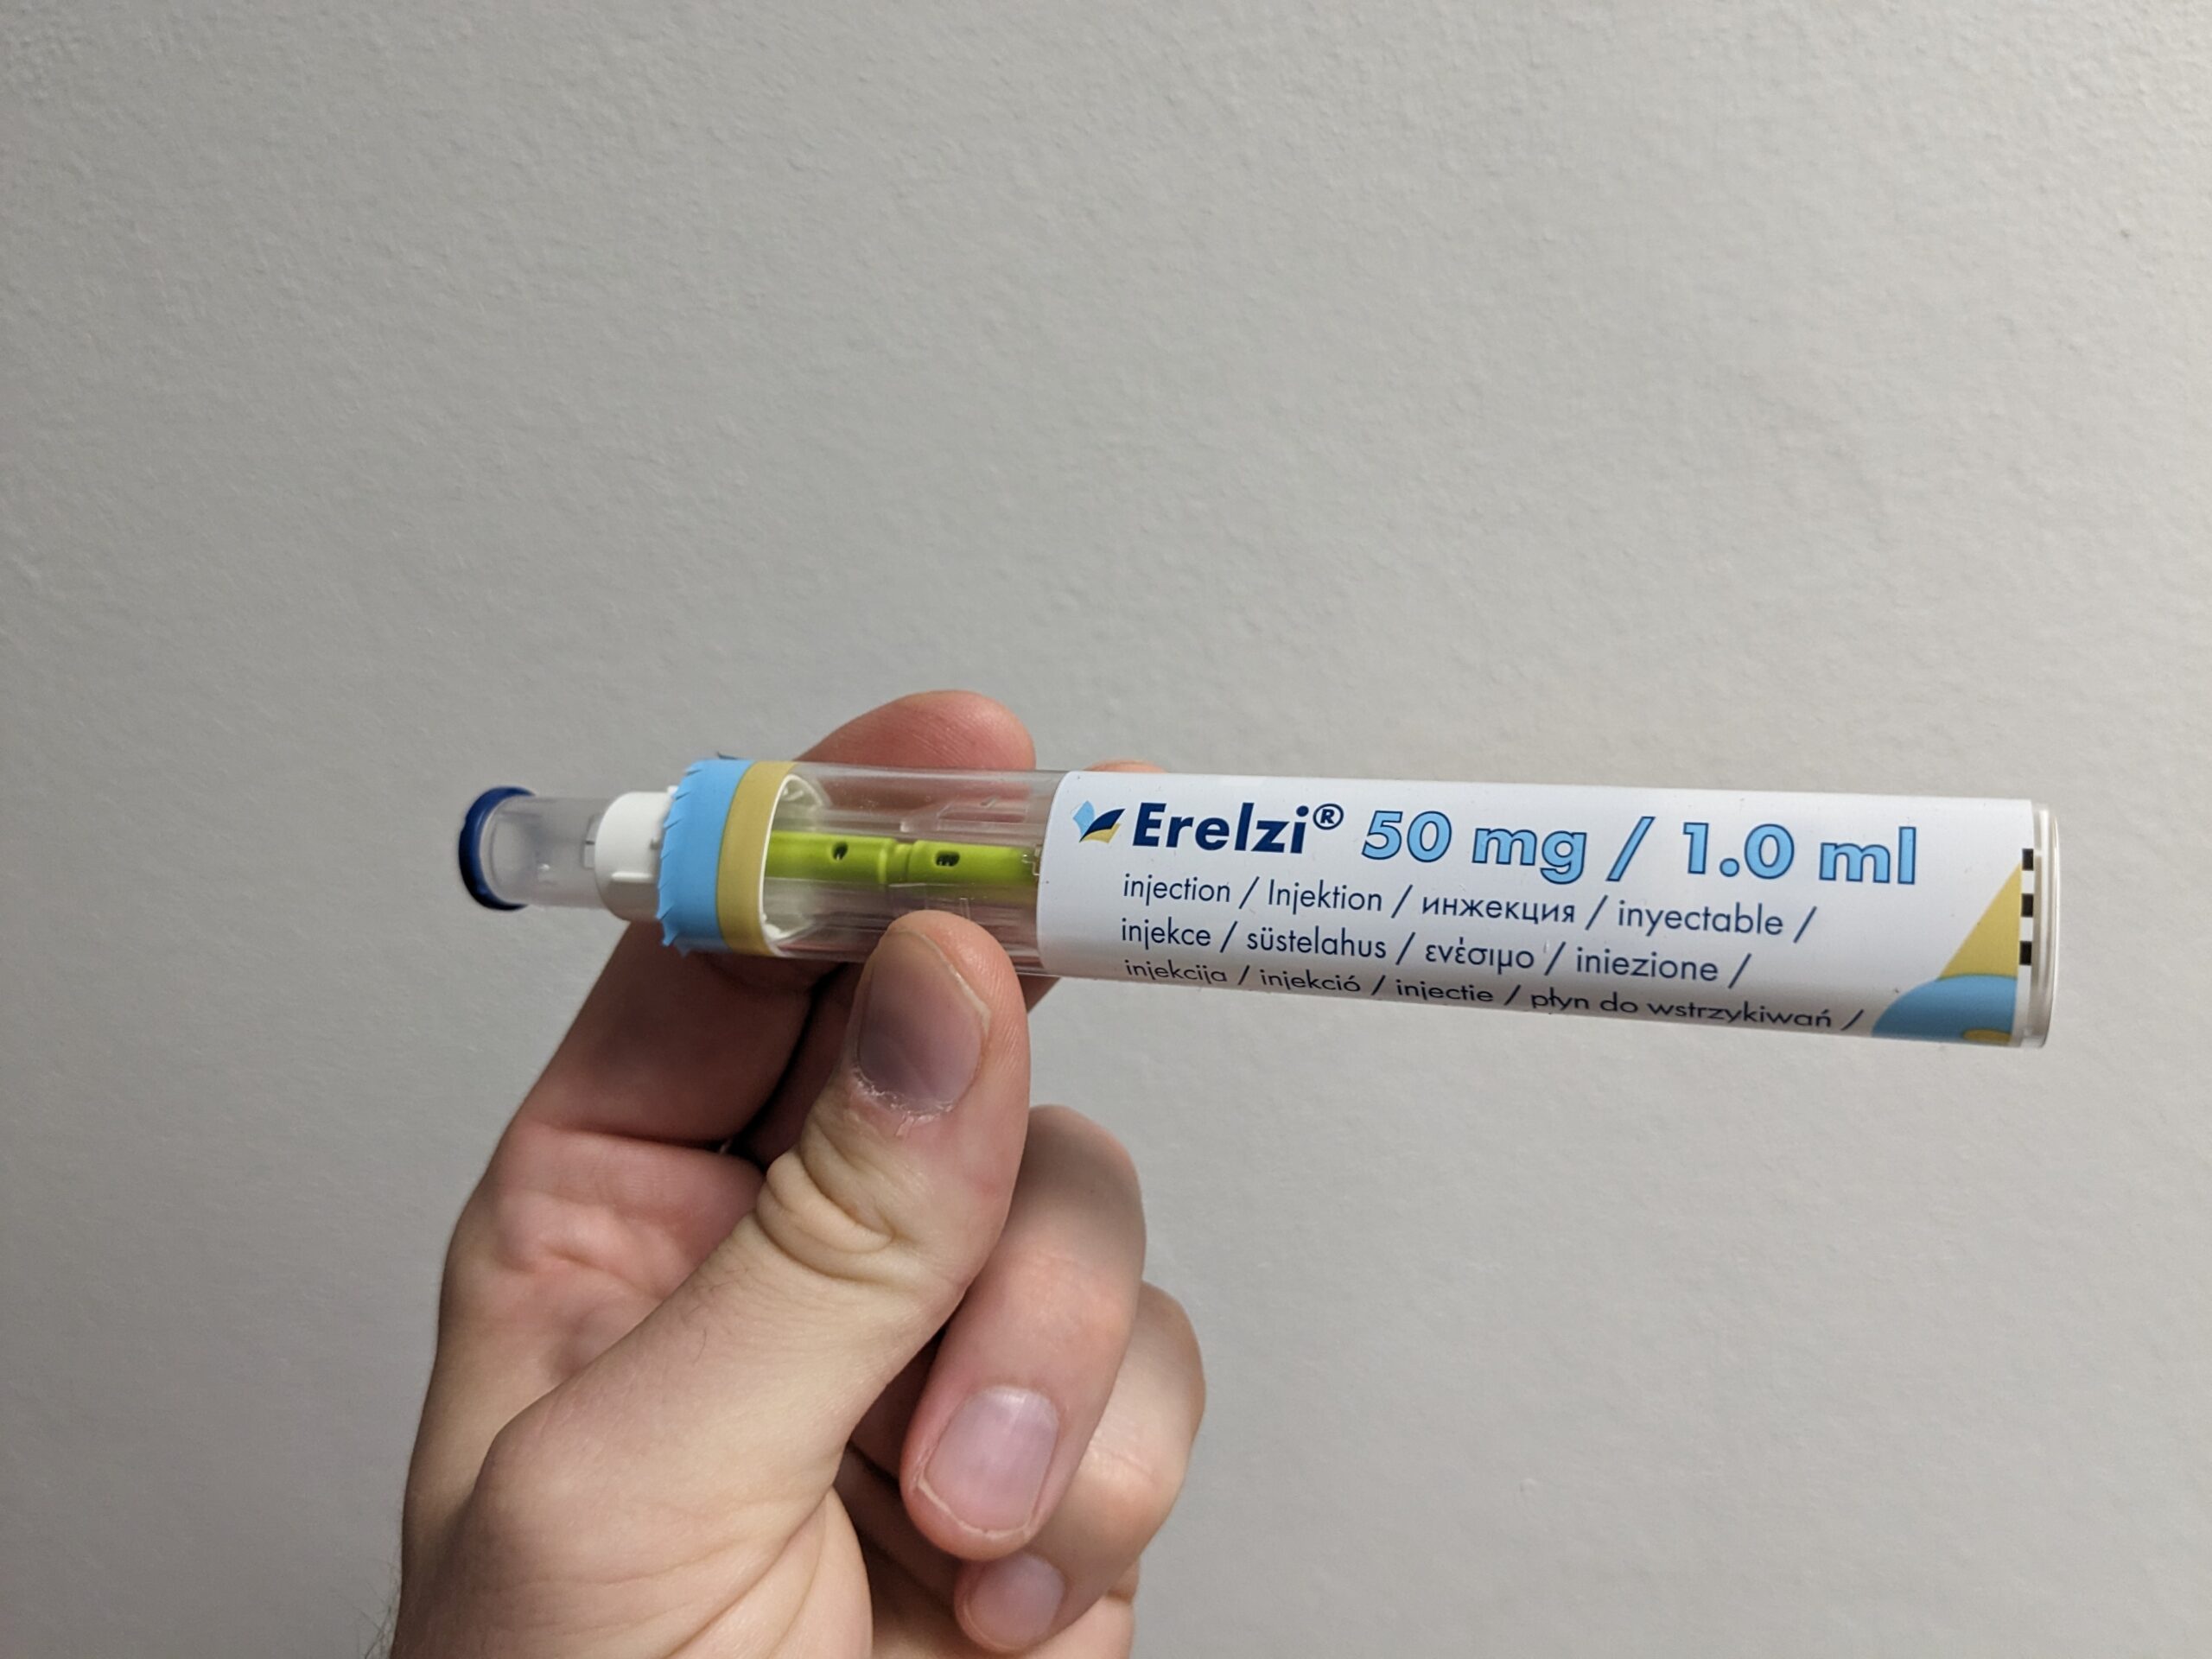 Erelzi® 50 mg / 1.0 ml
injection / Injektion / инжекция / inyectable /
injekce / süstelahus / ενέσιμο / iniezione /
injekcija / injekció / injectie / płyn do wstrzykiwań /